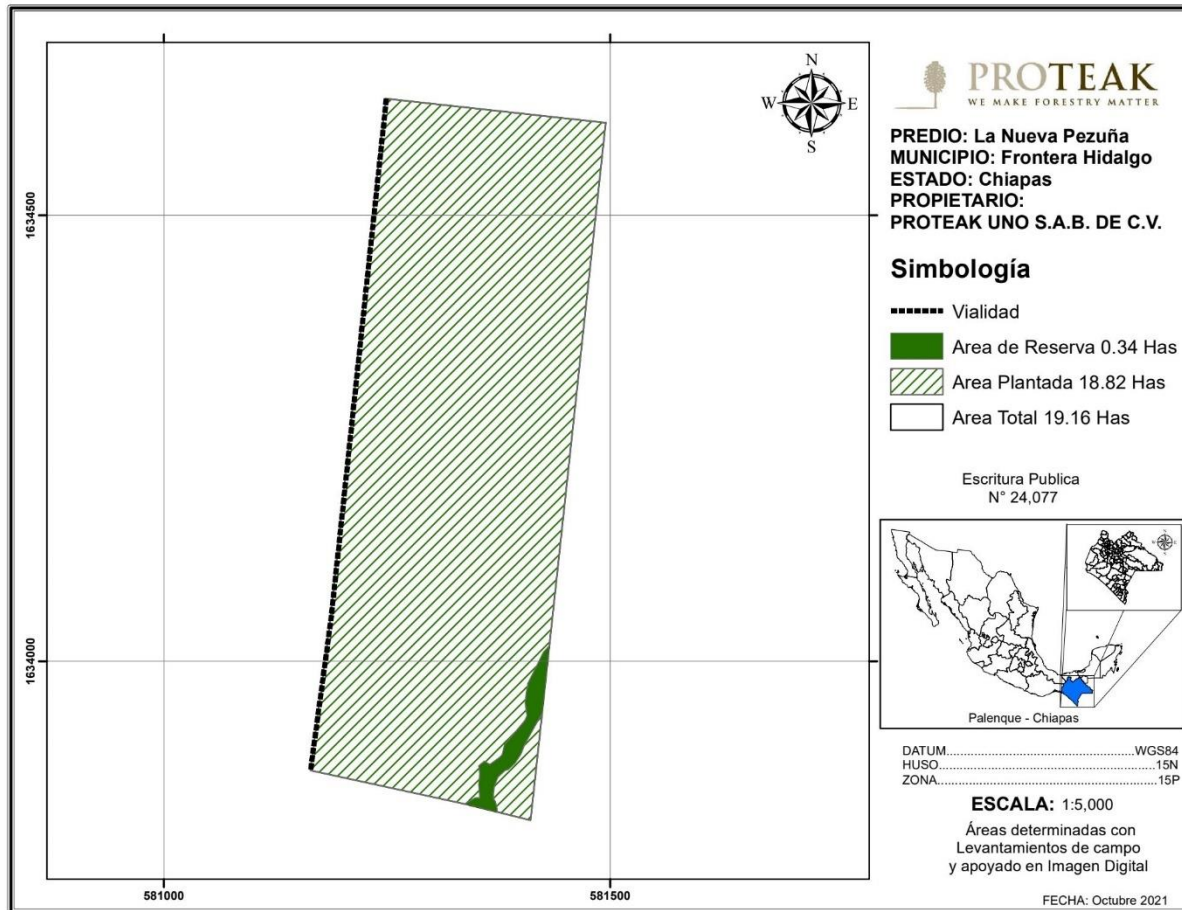 PROTEAK
WE MAKE FORESTRY MATTER
PREDIO: La Nueva Pezuña
MUNICIPIO: Frontera Hidalgo
ESTADO: Chiapas
PROPIETARIO:
PROTEAK UNO S.A.B. DE C.V.
Simbología
Vialidad
Area de Reserva 0.34 Has
Area Plantada 18.82 Has
Area Total 19.16 Has
Escritura Publica
N° 24,077
Palenque - Chiapas
DATUM.................................................WGS84
HUSO......................................................15N
ZONA.......................................................15P
ESCALA: 1:5,000
Áreas determinadas con
Levantamientos de campo
y apoyado en Imagen Digital
FECHA: Octubre 2021
N
W E
S
1634500
1634000
581000
581500